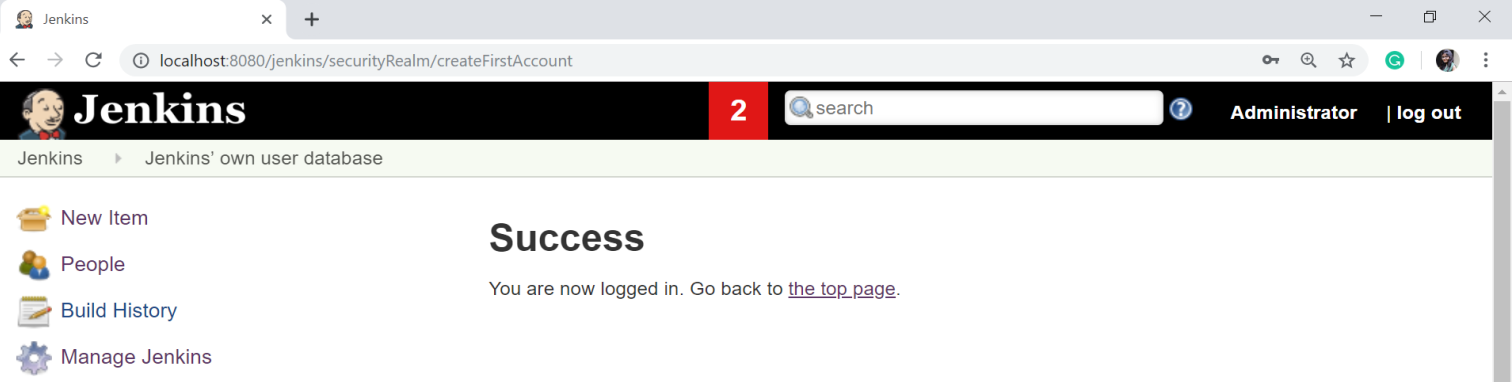 Jenkins
localhost:8080/jenkins/securityRealm/createFirstAccount
Jenkins 2 search ? Administrator | log out
Jenkins Jenkins' own user database
New Item
Success
People
You are now logged in. Go back to the top page.
Build History
Manage Jenkins